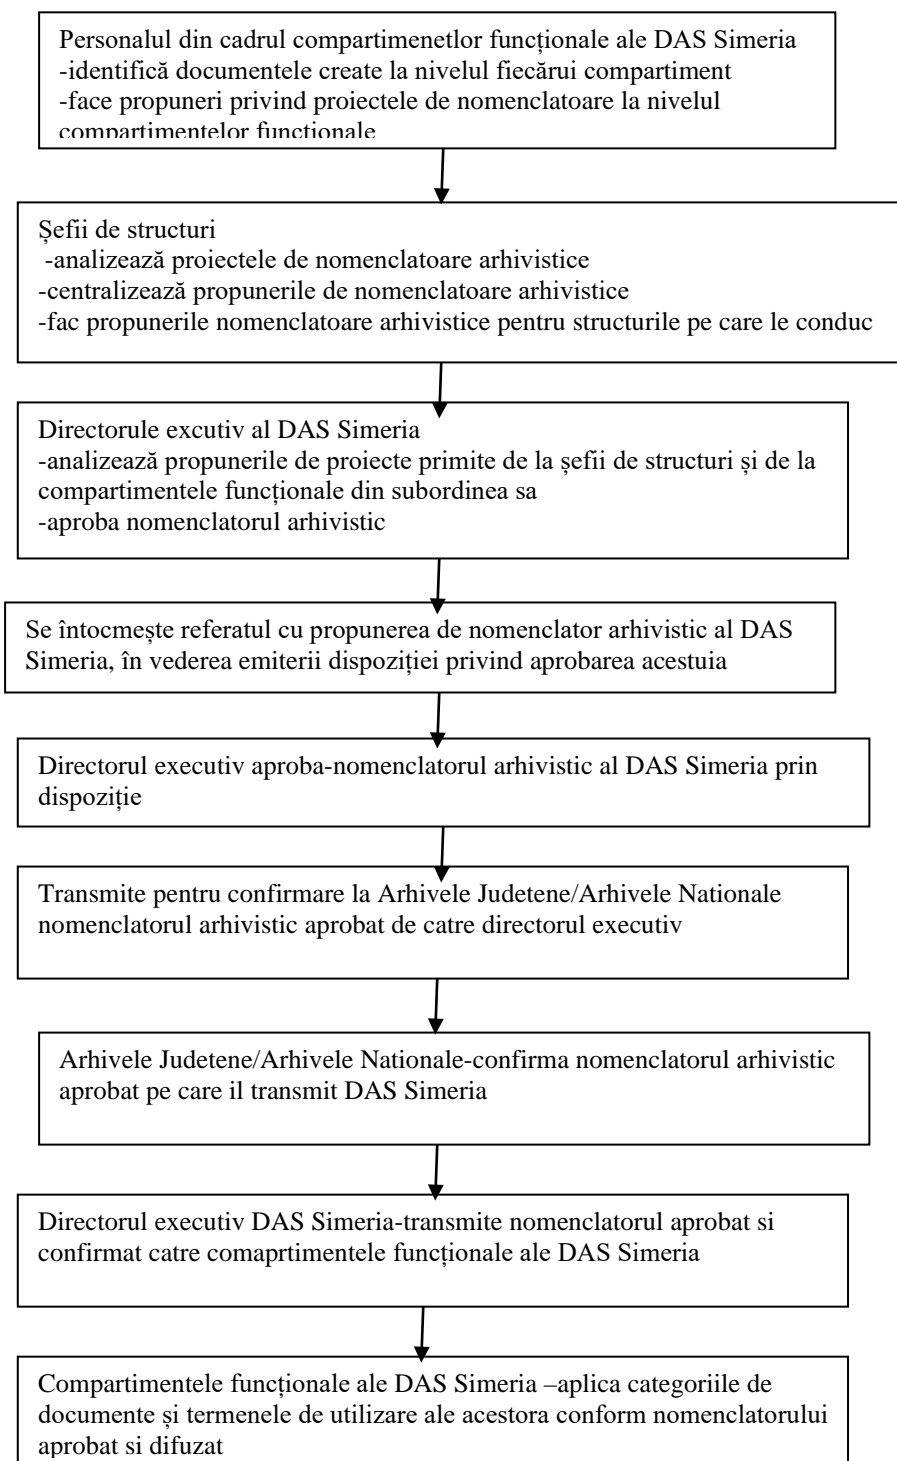 Personalul din cadrul compartimenetlor funcționale ale DAS Simeria
-identifică documentele create la nivelul fiecărui compartiment
-face propuneri privind proiectele de nomenclatoare la nivelul
compartimentelor funcționale
Șefii de structuri
-analizează proiectele de nomenclatoare arhivistice
-centralizează propunerile de nomenclatoare arhivistice
-fac propunerile nomenclatoare arhivistice pentru structurile pe care le conduc
Directorule excutiv al DAS Simeria
-analizează propunerile de proiecte primite de la șefii de structuri și de la
compartimentele funcționale din subordinea sa
-aproba nomenclatorul arhivistic
Se întocmește referatul cu propunerea de nomenclator arhivistic al DAS
Simeria, în vederea emiterii dispoziției privind aprobarea acestuia
Directorul executiv aproba-nomenclatorul arhivistic al DAS Simeria prin
dispoziție
Transmite pentru confirmare la Arhivele Judetene/Arhivele Nationale
nomenclatorul arhivistic aprobat de catre directorul executiv
Arhivele Judetene/Arhivele Nationale-confirma nomenclatorul arhivistic
aprobat pe care il transmit DAS Simeria
Directorul executiv DAS Simeria-transmite nomenclatorul aprobat si
confirmat catre comaprtimentele funcționale ale DAS Simeria
Compartimentele funcționale ale DAS Simeria –aplica categoriile de
documente și termenele de utilizare ale acestora conform nomenclatorului
aprobat si difuzat